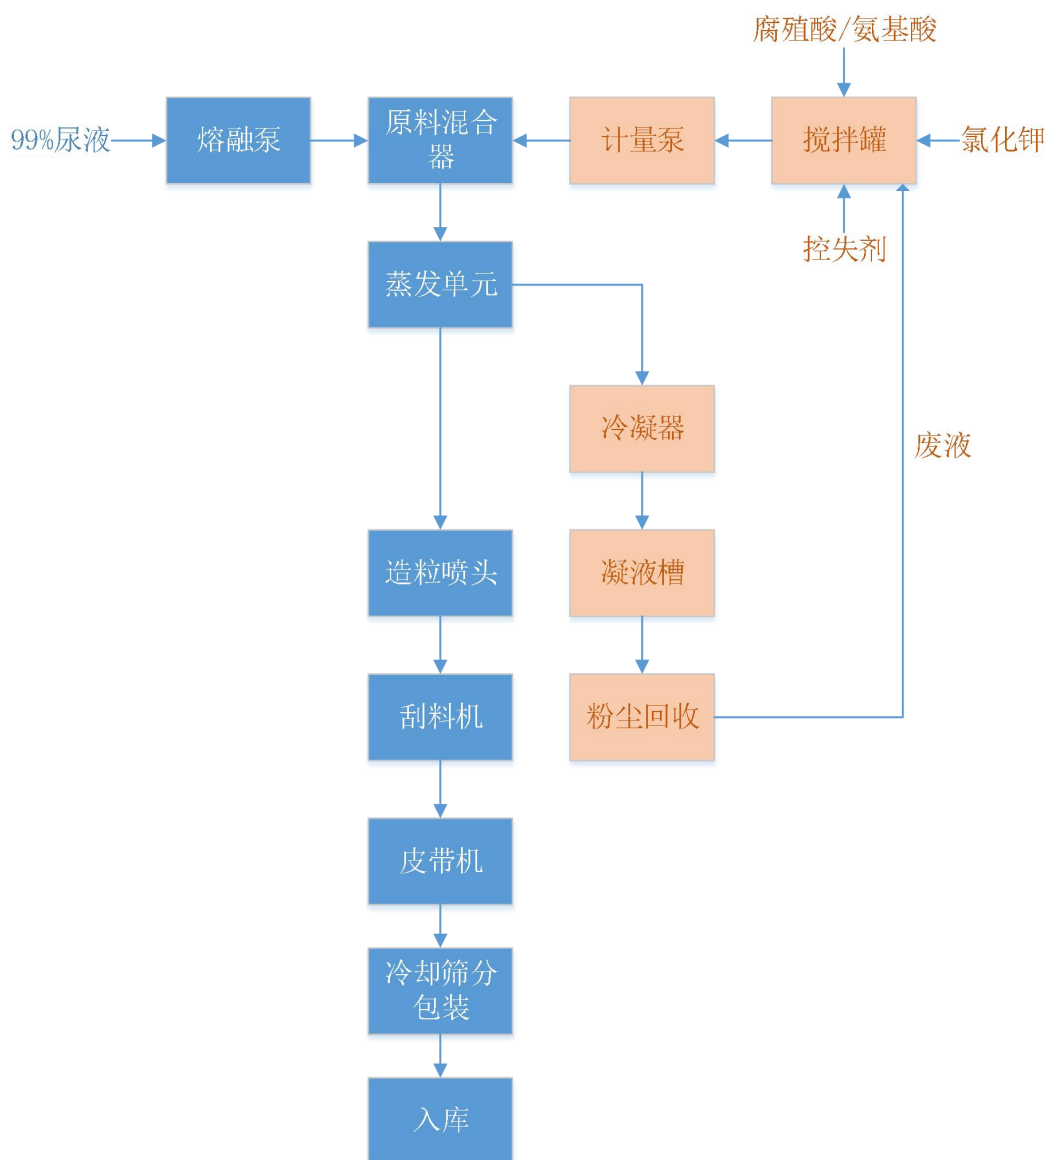 腐殖酸/氨基酸
99%尿液
熔融泵
原料混合
器
计量泵
搅拌罐
氯化钾
控失剂
蒸发单元
冷凝器
废液
造粒喷头
凝液槽
刮料机
粉尘回收
皮带机
冷却筛分
包装
入库